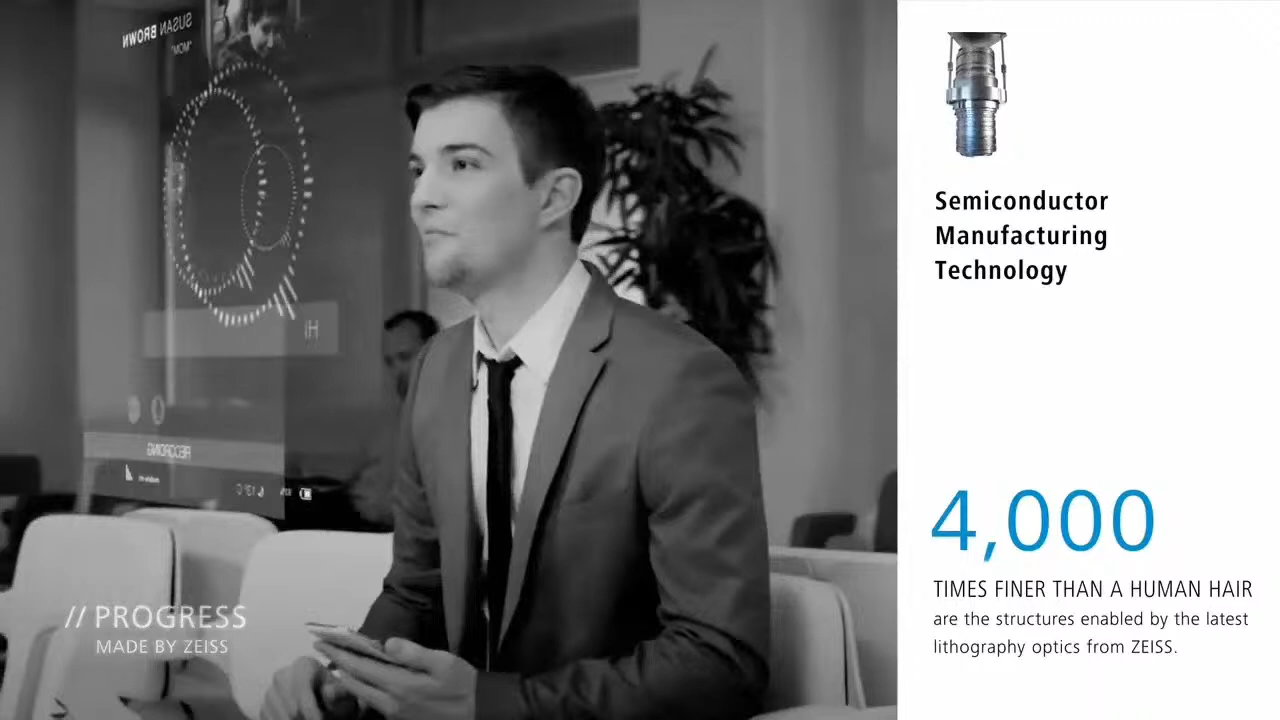 SUSAN BROWN
"MOM"
Hi
RECORDING
13°C
// PROGRESS
MADE BY ZEISS
Semiconductor
Manufacturing
Technology
4,000
TIMES FINER THAN A HUMAN HAIR
are the structures enabled by the latest
lithography optics from ZEISS.